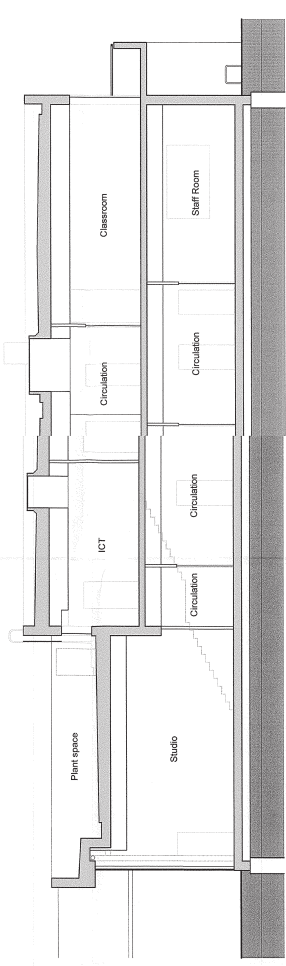 Plant space
ICT
Circulation
Classroom
Studio
Circulation
Circulation
Circulation
Staff Room